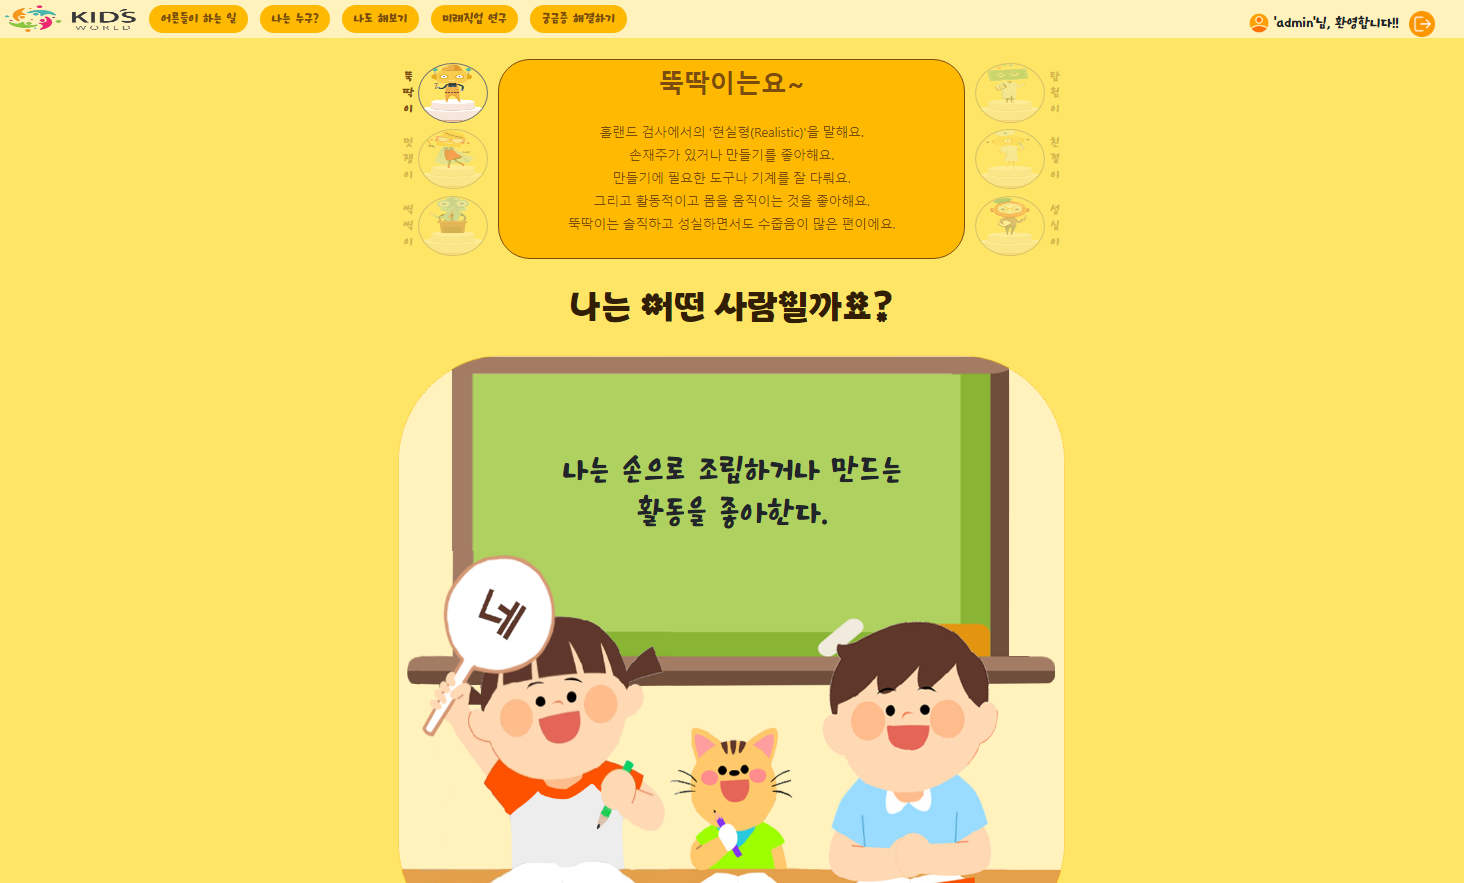 KID'S
WORLD
어른들이 하는 일
나는 누구?
나도 해보기
미래직업 연구
궁금증 해결하기
'admin'님, 환영합니다!!
뚝
딱
이
멋
쟁
이
씩
씩
이
뚝딱이는요~
홀랜드 검사에서의 '현실형(Realistic)'을 말해요.
손재주가 있거나 만들기를 좋아해요.
만들기에 필요한 도구나 기계를 잘 다뤄요.
그리고 활동적이고 몸을 움직이는 것을 좋아해요.
뚝딱이는 솔직하고 성실하면서도 수줍음이 많은 편이에요.
탐
험
이
친
절
이
성
실
이
나는 어떤 사람일까요?
나는 손으로 조립하거나 만드는
활동을 좋아한다.
네